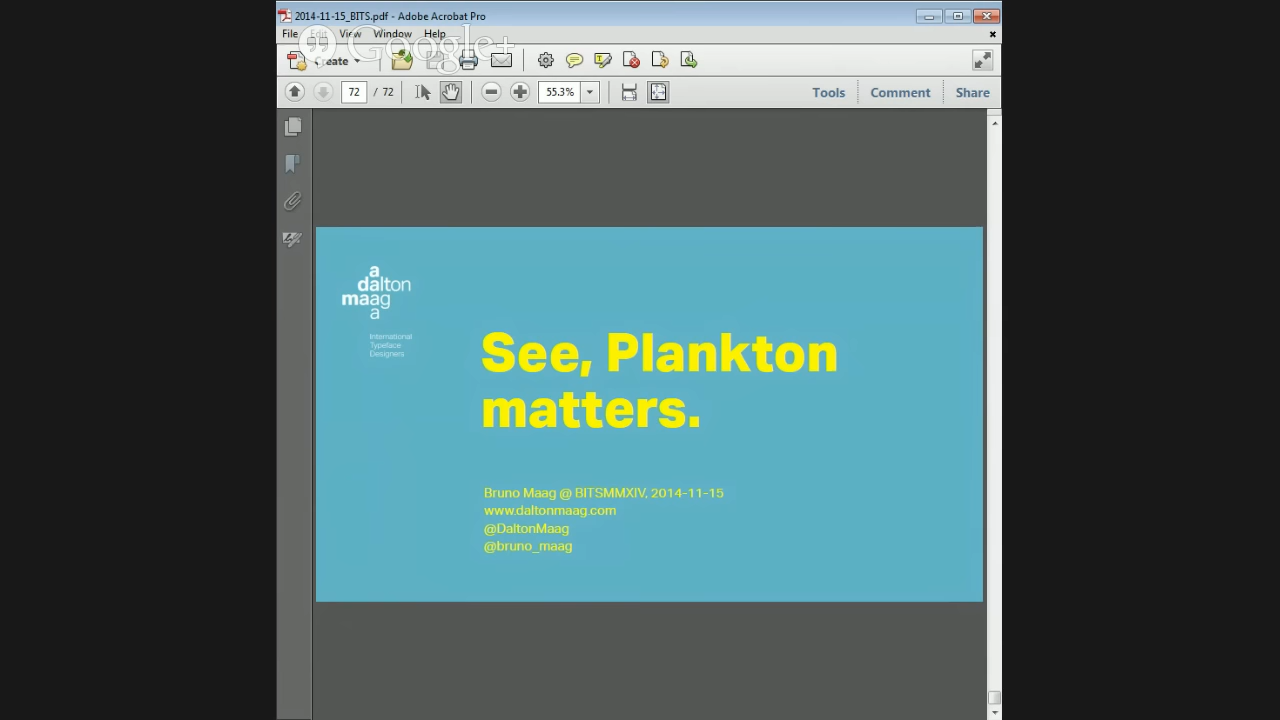 2014-11-15_BITS.pdf - Adobe Acrobat Pro
File Edit View Window Help
Google+
Create
72 / 72
55.3%
Tools Comment Share
a
dalton
maag
a
International
Typeface
Designers
See, Plankton
matters.
Bruno Maag @ BITSMMXIV, 2014-11-15
www.daltonmaag.com
@DaltonMaag
@bruno_maag